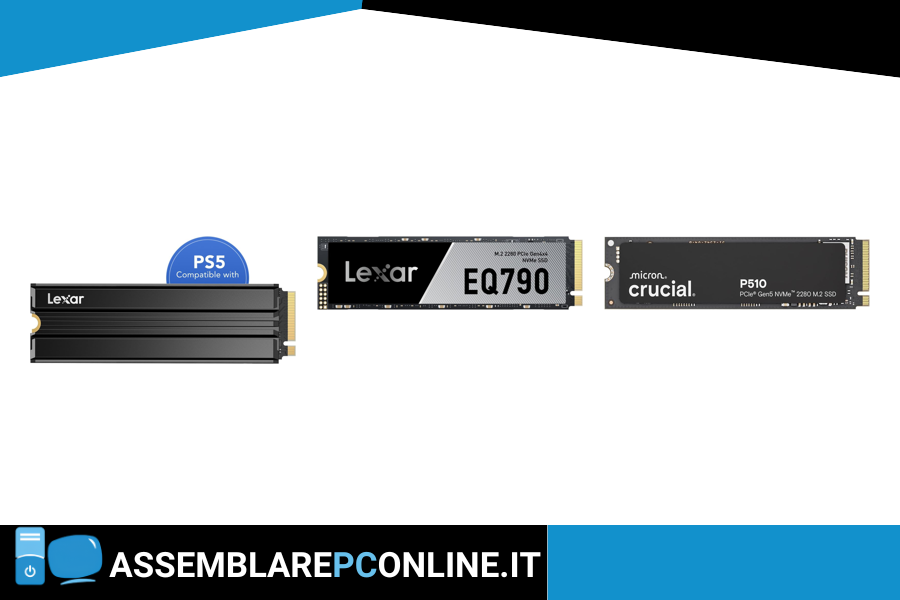 PS5
Compatible with
Lexar
Lexar
M.2 2280 PCIe Gen4x4
NVMe SSD
EQ790
micron.
crucial.
P510
PCIe® Gen5 NVMe™ 2280 M.2 SSD
ASSEMBLAREPCONLINE.IT